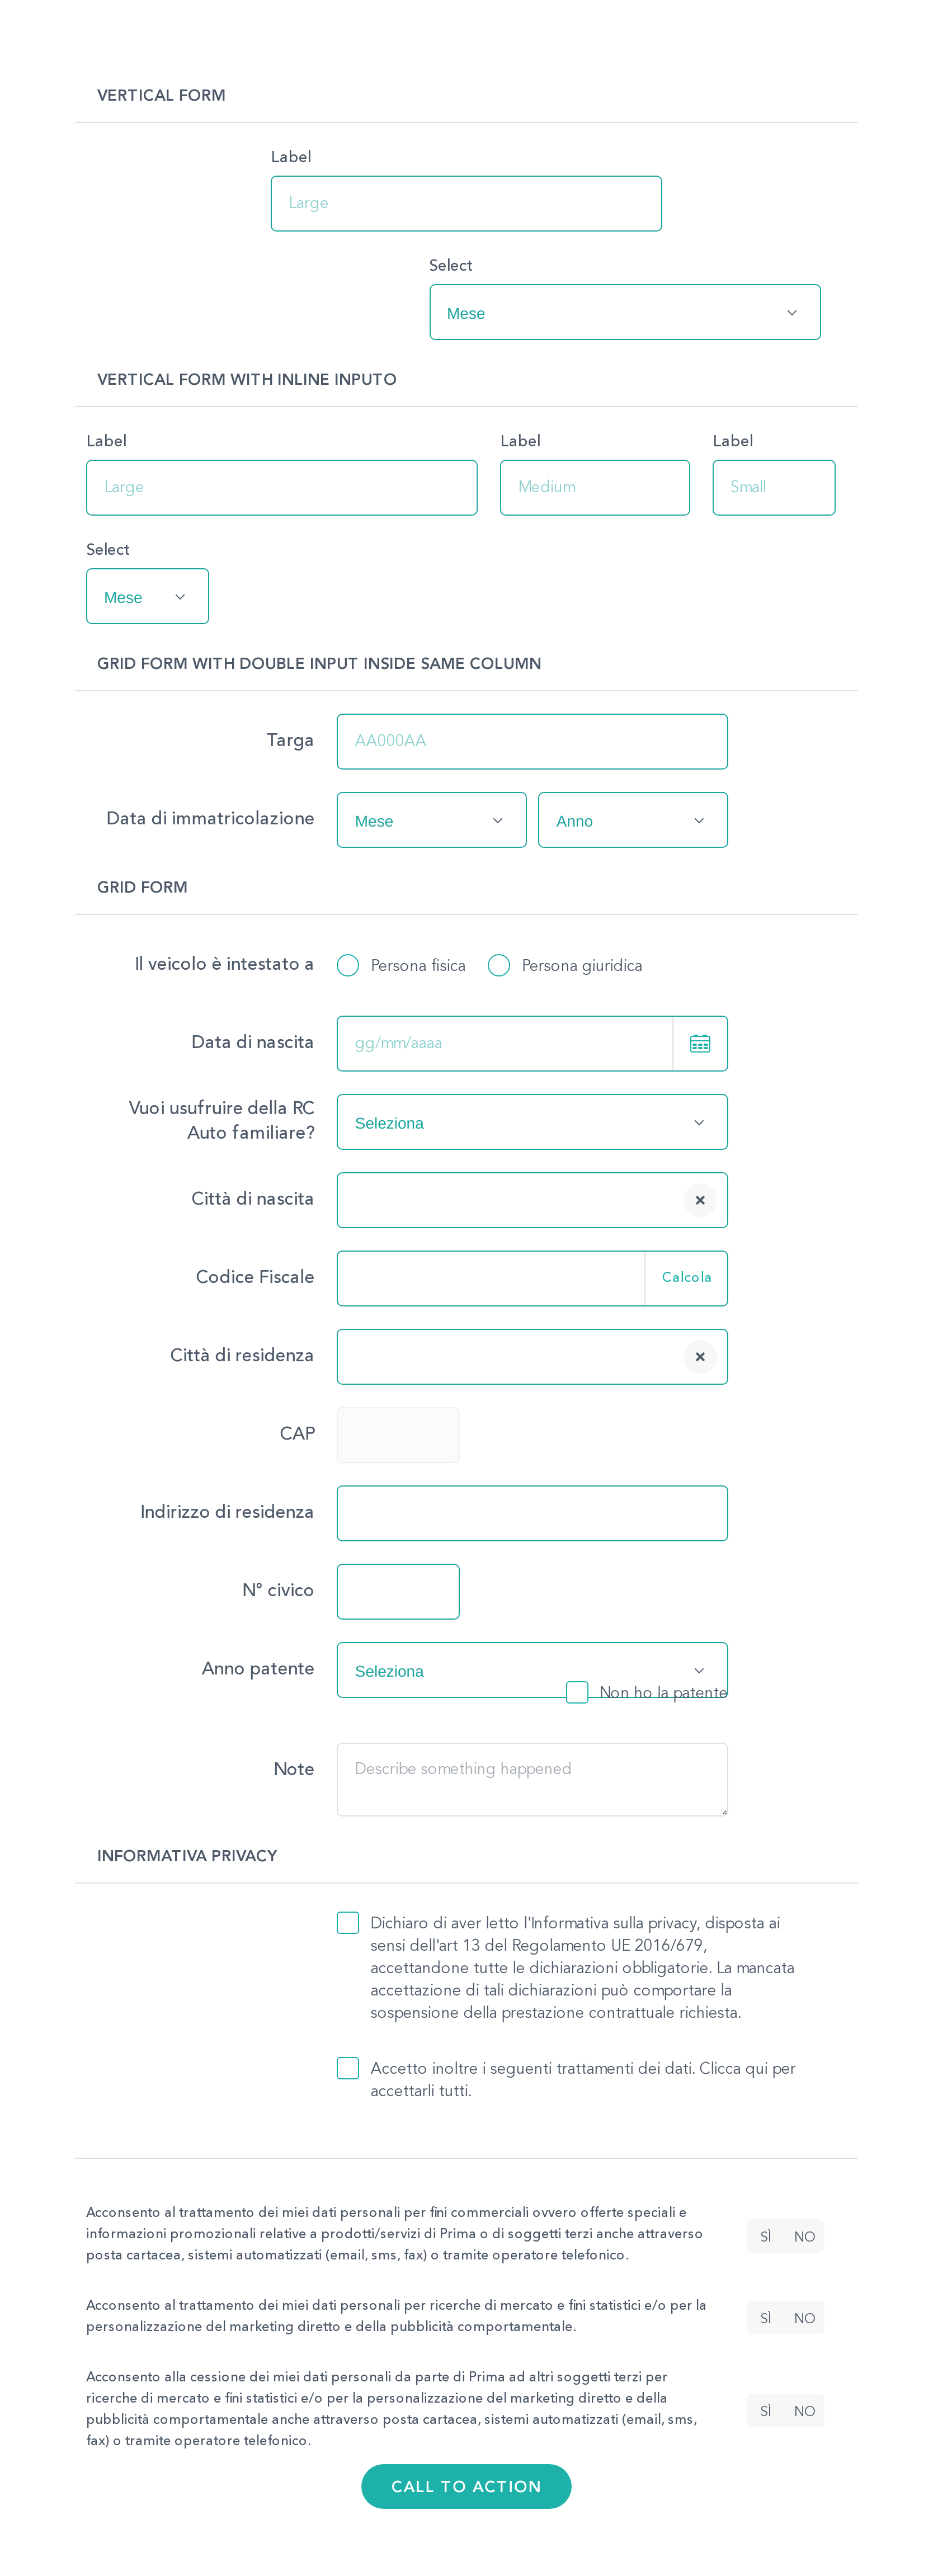 VERTICAL FORM
Label
Large
Select
Mese
VERTICAL FORM WITH INLINE INPUTO
Label Label Label
Large Medium Small
Select
Mese
GRID FORM WITH DOUBLE INPUT INSIDE SAME COLUMN
Targa AA000AA
Data di immatricolazione Mese Anno
GRID FORM
Il veicolo è intestato a Persona fisica Persona giuridica
Data di nascita gg/mm/aaaa
Vuoi usufruire della RC
Auto familiare? Seleziona
Città di nascita
Codice Fiscale Calcola
Città di residenza
CAP
Indirizzo di residenza
N° civico
Anno patente Seleziona
Non ho la patente
Note Describe something happened
INFORMATIVA PRIVACY
Dichiaro di aver letto l'Informativa sulla privacy, disposta ai
sensi dell'art 13 del Regolamento UE 2016/679,
accettandone tutte le dichiarazioni obbligatorie. La mancata
accettazione di tali dichiarazioni può comportare la
sospensione della prestazione contrattuale richiesta.
Accetto inoltre i seguenti trattamenti dei dati. Clicca qui per
accettarli tutti.
Acconsento al trattamento dei miei dati personali per fini commerciali ovvero offerte speciali e
informazioni promozionali relative a prodotti/servizi di Prima o di soggetti terzi anche attraverso
posta cartacea, sistemi automatizzati (email, sms, fax) o tramite operatore telefonico.
SÌ NO
Acconsento al trattamento dei miei dati personali per ricerche di mercato e fini statistici e/o per la
personalizzazione del marketing diretto e della pubblicità comportamentale.
SÌ NO
Acconsento alla cessione dei miei dati personali da parte di Prima ad altri soggetti terzi per
ricerche di mercato e fini statistici e/o per la personalizzazione del marketing diretto e della
pubblicità comportamentale anche attraverso posta cartacea, sistemi automatizzati (email, sms,
fax) o tramite operatore telefonico.
SÌ NO
CALL TO ACTION